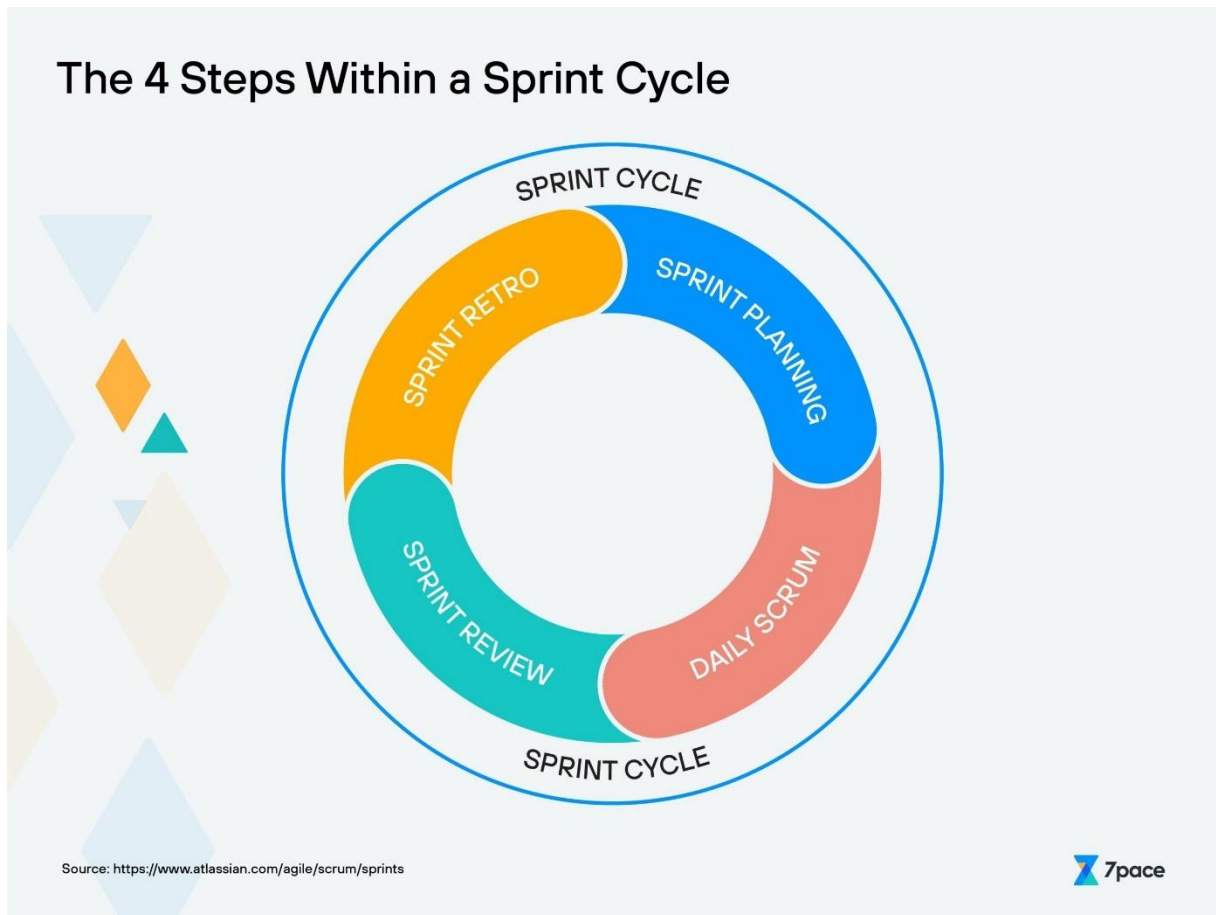 The 4 Steps Within a Sprint Cycle
SPRINT CYCLE
SPRINT PLANNING
DAILY SCRUM
SPRINT REVIEW
SPRINT RETRO
SPRINT CYCLE
Source: https://www.atlassian.com/agile/scrum/sprints
7pace